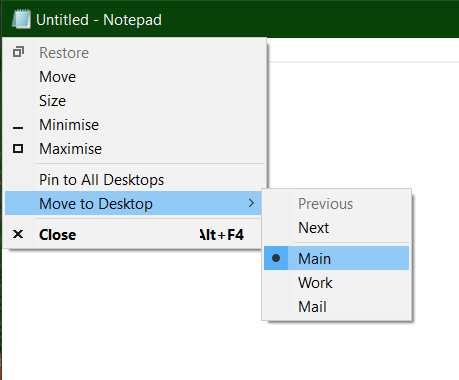 Untitled - Notepad
Restore
Move
Size
Minimise
Maximise
Pin to All Desktops
Move to Desktop
Close Alt+F4
Previous
Next
Main
Work
Mail